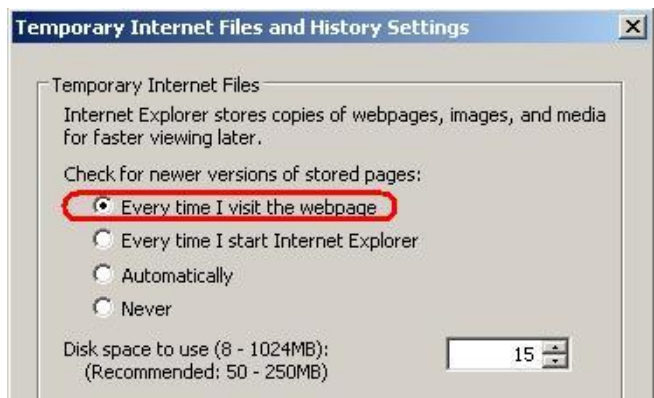 Temporary Internet Files and History Settings
Temporary Internet Files
Internet Explorer stores copies of webpages, images, and media
for faster viewing later.
Check for newer versions of stored pages:
Every time I visit the webpage
Every time I start Internet Explorer
Automatically
Never
Disk space to use (8 - 1024MB): 15
(Recommended: 50 - 250MB)